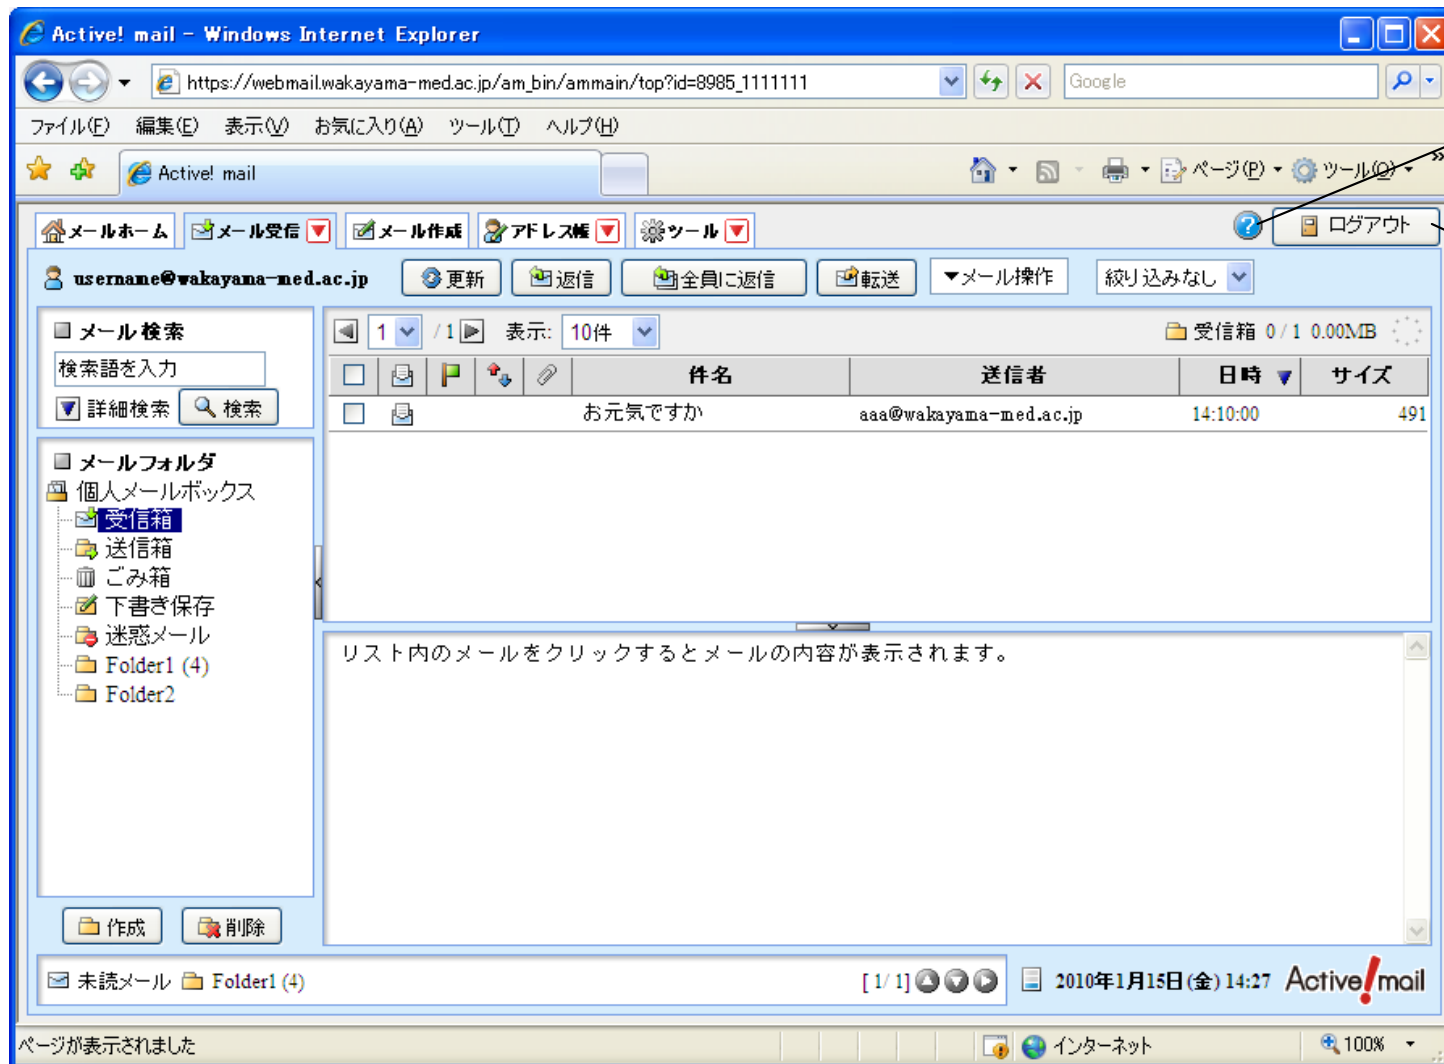 Active! mail - Windows Internet Explorer
https://webmail.wakayama-med.ac.jp/am_bin/ammain/top?id=8985_1111111
Google
ファイル(F) 編集(E) 表示(V) お気に入り(A) ツール(T) ヘルプ(H)
Active! mail
ページ(P) ツール(O)
メールホーム メール受信 メール作成 アドレス帳 ツール
ログアウト
username@wakayama-med.ac.jp 更新 返信 全員に返信 転送 ▼メール操作 絞り込みなし
メール検索
検索語を入力
詳細検索 検索
1 / 1 表示: 10件 受信箱 0 / 1 0.00MB
件名 送信者 日時 ▼ サイズ
お元気ですか aaa@wakayama-med.ac.jp 14:10:00 491
メールフォルダ
個人メールボックス
受信箱
送信箱
ごみ箱
下書き保存
迷惑メール
Folder1 (4)
Folder2
リスト内のメールをクリックするとメールの内容が表示されます。
作成 削除
未読メール Folder1 (4) [ 1/ 1] 2010年1月15日(金) 14:27 Active!mail
ページが表示されました インターネット 100%